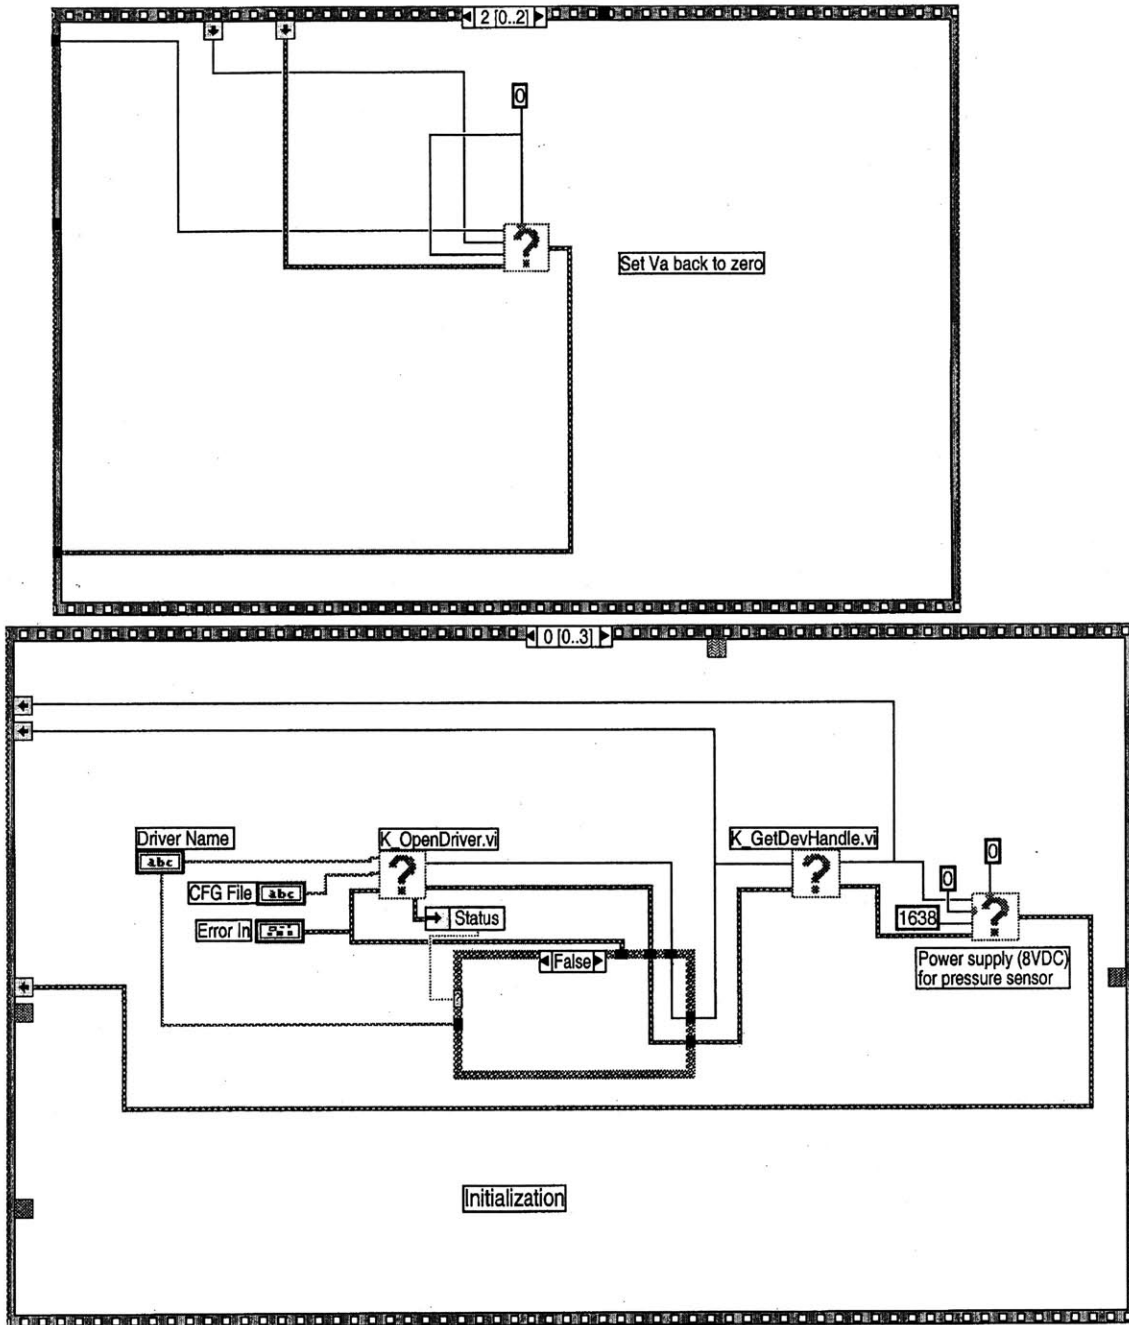 2 [0..2]
0
?
Set Va back to zero
0 [0..3]
Driver Name
abc
K_OpenDriver.vi
?
K_GetDevHandle.vi
?
0
0
CFG File
abc
1638
?
Error In
Status
Power supply (8VDC)
for pressure sensor
False
?
Initialization